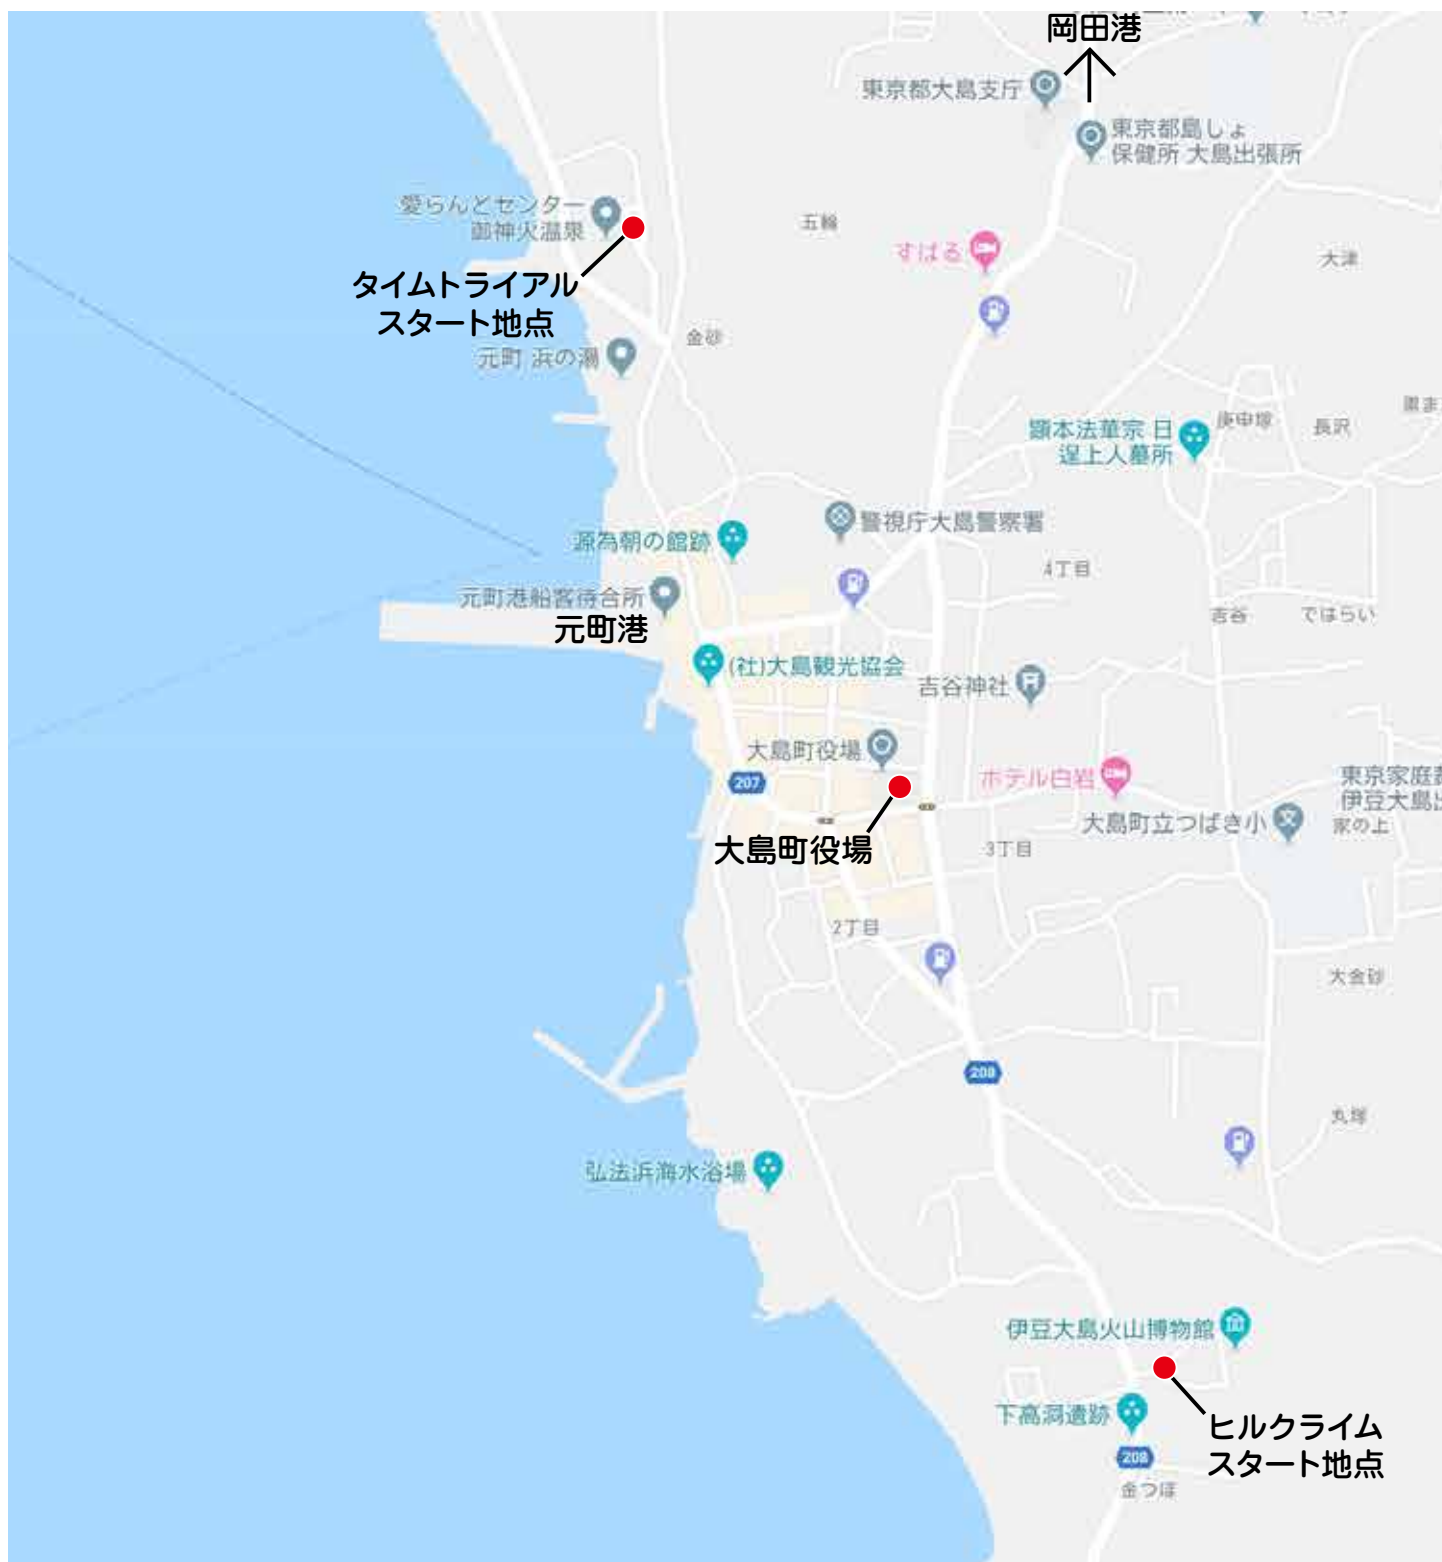 岡田港
東京都大島支庁
東京都島しょ
保健所 大島出張所
愛らんどセンター
御神火温泉
五輪
すばる
大津
タイムトライアル
スタート地点
金砂
元町 浜の湯
顕本法華宗 日
逞上人墓所
庚申塚
長沢
源為朝の館跡
警視庁大島警察署
4丁目
元町港船客待合所
元町港
吉谷
ではらい
(社)大島観光協会
吉谷神社
大島町役場
207
ホテル白岩
東京家庭裁
伊豆大島出
大島町立つばき小
家の上
大島町役場
3丁目
2丁目
大金砂
208
丸塚
弘法浜海水浴場
伊豆大島火山博物館
下高洞遺跡
ヒルクライム
スタート地点
208
金つぼ